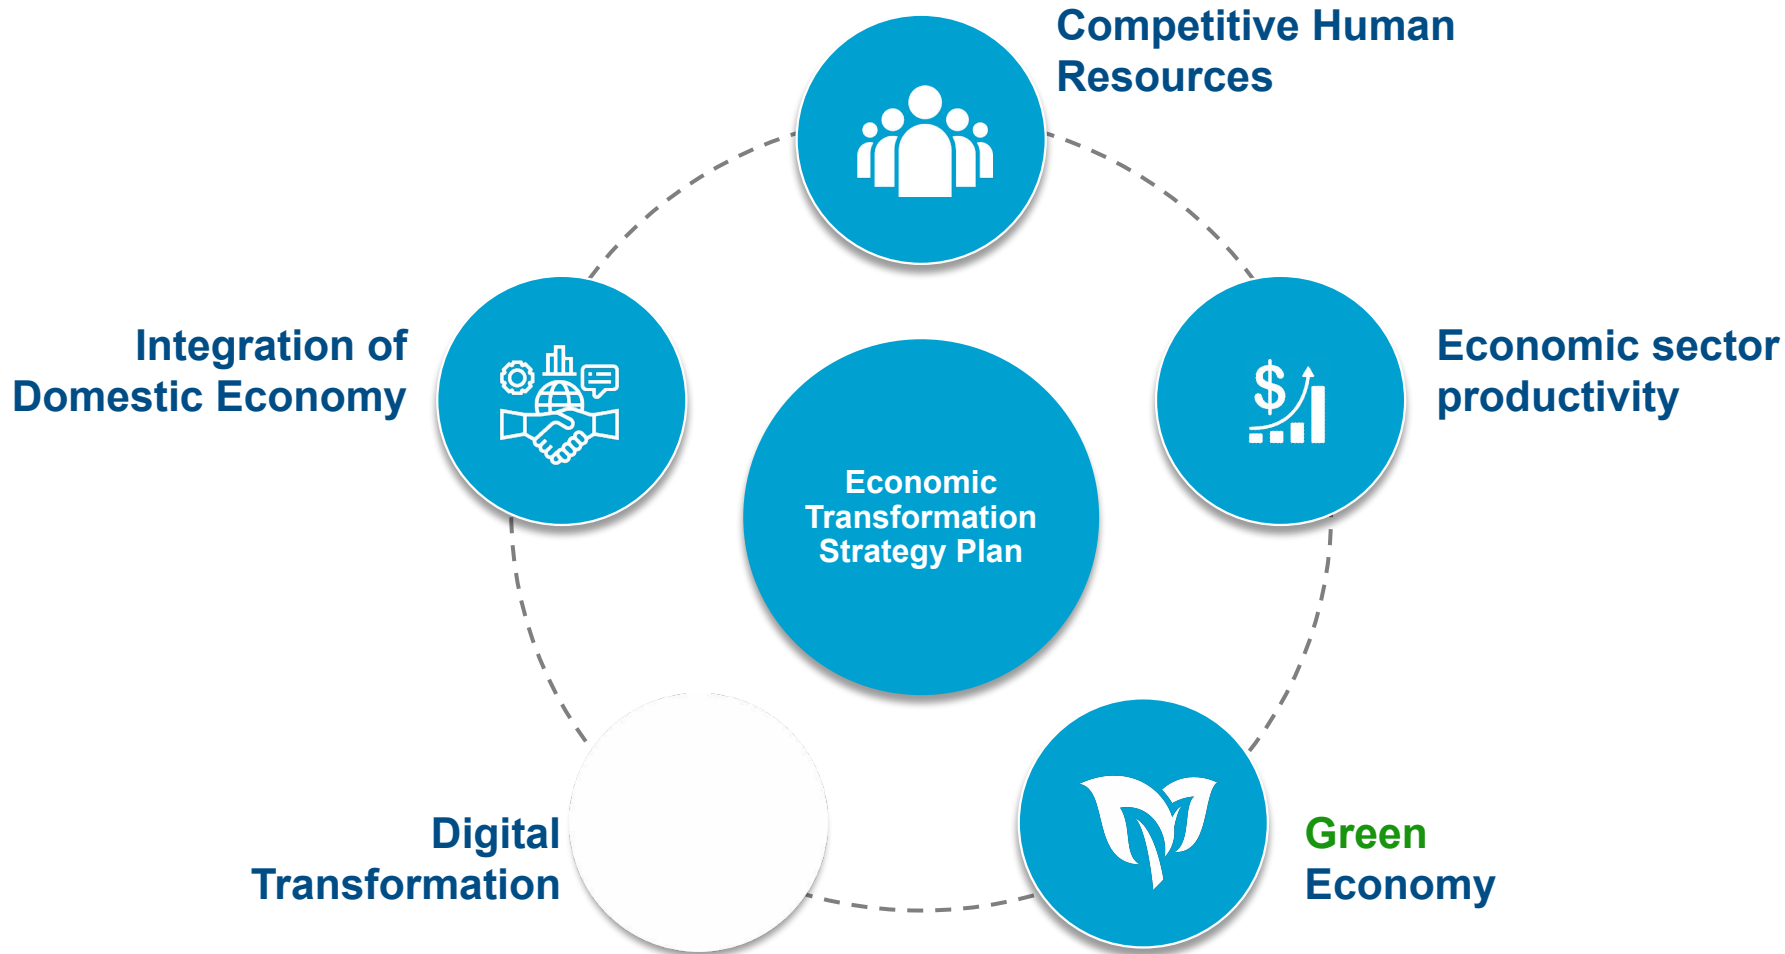 Competitive Human
Resources
Integration of
Domestic Economy
Economic sector
productivity
Economic
Transformation
Strategy Plan
Digital
Transformation
Green
Economy